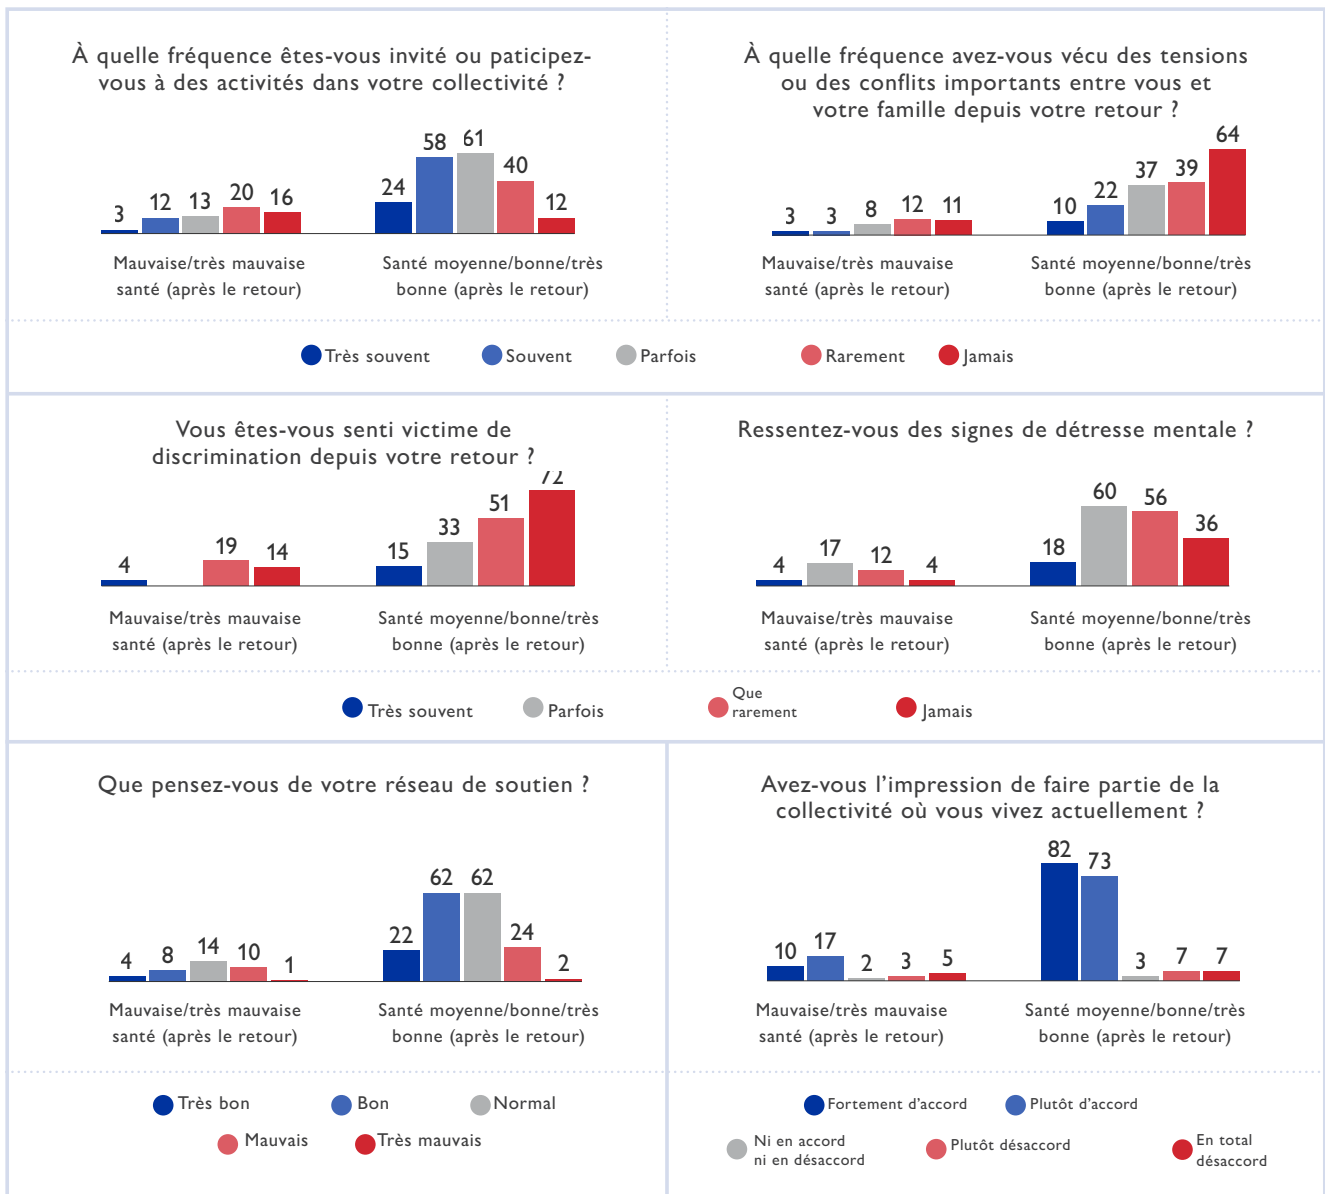 À quelle fréquence êtes-vous invité ou paticipez-
vous à des activités dans votre collectivité ?
3 12 13 20 16 24 58 61 40 12
Mauvaise/très mauvaise
santé (après le retour)
Santé moyenne/bonne/très
bonne (après le retour)
À quelle fréquence avez-vous vécu des tensions
ou des conflits importants entre vous et
votre famille depuis votre retour ?
3 3 8 12 11 10 22 37 39 64
Mauvaise/très mauvaise
santé (après le retour)
Santé moyenne/bonne/très
bonne (après le retour)
Très souvent Souvent Parfois Rarement Jamais
Vous êtes-vous senti victime de
discrimination depuis votre retour ?
4 19 14 15 33 51 72
Mauvaise/très mauvaise
santé (après le retour)
Santé moyenne/bonne/très
bonne (après le retour)
Ressentez-vous des signes de détresse mentale ?
4 17 12 4 18 60 56 36
Mauvaise/très mauvaise
santé (après le retour)
Santé moyenne/bonne/très
bonne (après le retour)
Très souvent Parfois
Que
rarement
Jamais
Que pensez-vous de votre réseau de soutien ?
4 8 14 10 1 22 62 62 24 2
Mauvaise/très mauvaise
santé (après le retour)
Santé moyenne/bonne/très
bonne (après le retour)
Très bon Bon Normal
Mauvais Très mauvais
Avez-vous l’impression de faire partie de la
collectivité où vous vivez actuellement ?
10 17 2 3 5 82 73 3 7 7
Mauvaise/très mauvaise
santé (après le retour)
Santé moyenne/bonne/très
bonne (après le retour)
Fortement d’accord Plutôt d’accord
Ni en accord
ni en désaccord
Plutôt désaccord
En total
désaccord